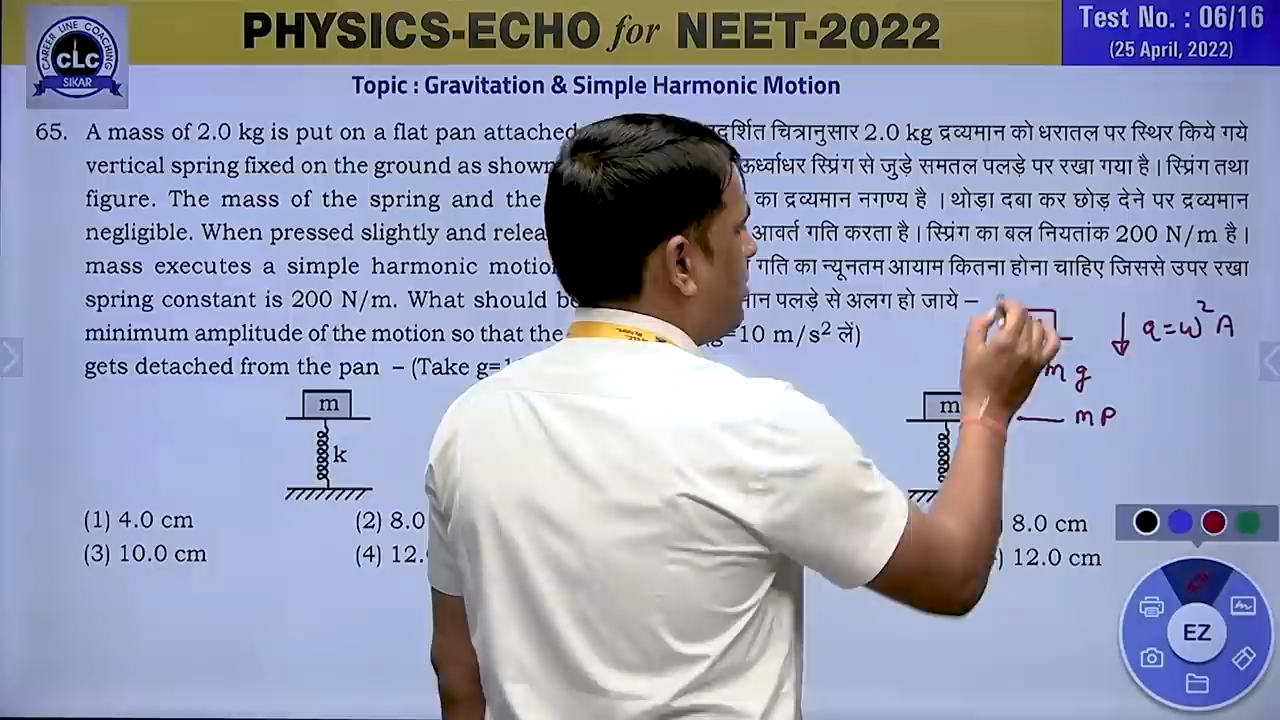 CAREER LINE COACHING
CLC
SIKAR
PHYSICS-ECHO for NEET-2022
Test No. : 06/16
(25 April, 2022)
Topic : Gravitation & Simple Harmonic Motion
65. A mass of 2.0 kg is put on a flat pan attached
vertical spring fixed on the ground as shown
figure. The mass of the spring and the
negligible. When pressed slightly and
mass executes a simple harmonic
spring constant is 200 N/m. What should
minimum amplitude of the motion so that the
gets detached from the pan – (Take
m
k
(1) 4.0 cm (2) 8.0
(3) 10.0 cm (4) 12.
चित्रानुसार 2.0 kg द्रव्यमान को धरातल पर स्थिर किये गये
ऊर्ध्वाधर स्प्रिंग से जुड़े समतल पलड़े पर रखा गया है। स्प्रिंग तथा
का द्रव्यमान नगण्य है । थोड़ा दबा कर छोड़ देने पर द्रव्यमान
आवर्त गति करता है। स्प्रिंग का बल नियतांक 200 N/m है।
गति का न्यूनतम आयाम कितना होना चाहिए जिससे उपर रखा
पलड़े से अलग हो जाये –
=10 m/s² लें)
m
8.0 cm
12.0 cm
a=ω²A
mg
MP
EZ